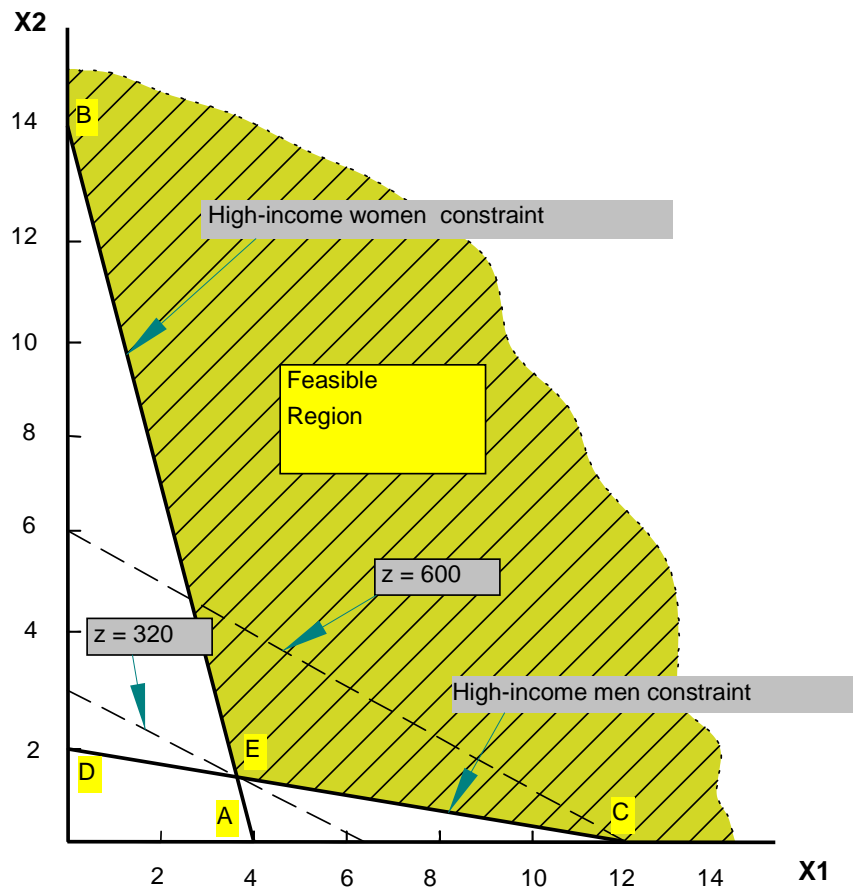 X2
14
B
High-income women constraint
12
10
Feasible
Region
8
6
z = 600
z = 320
4
High-income men constraint
2
E
D
A
C
2
4
6
8
10
12
14
X1